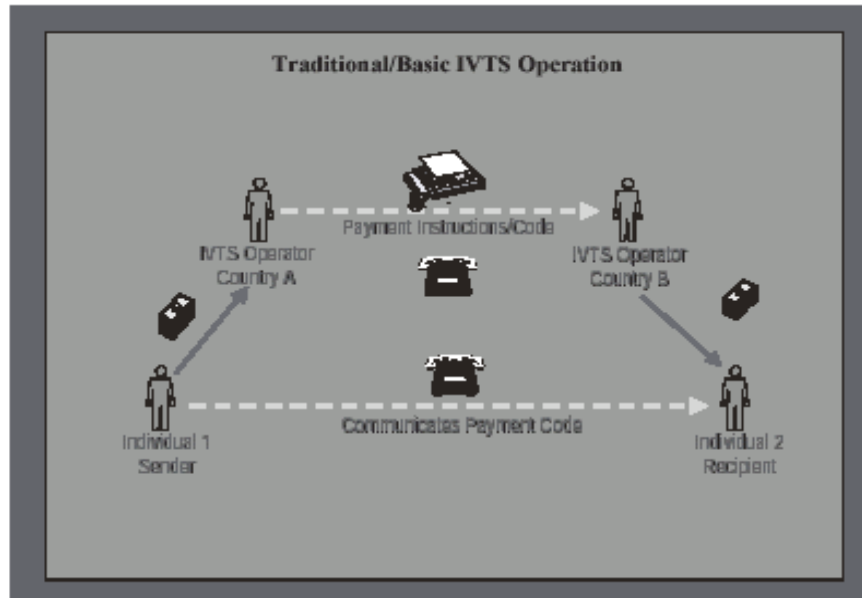 Traditional/Basic IVTS Operation
Payment Instructions/Code
IVTS Operator
Country A
IVTS Operator
Country B
Communicates Payment Code
Individual 1
Sender
Individual 2
Recipient